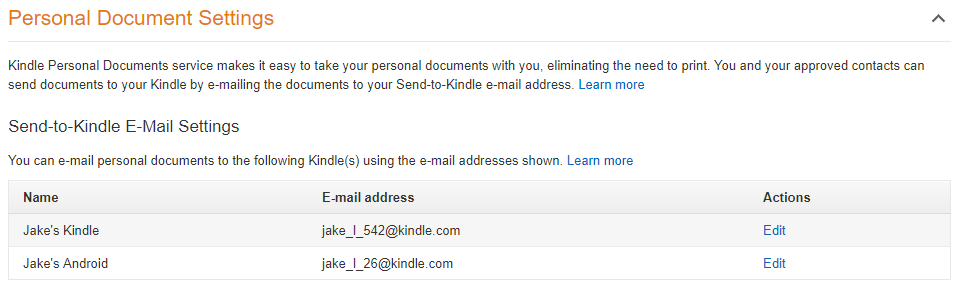 Personal Document Settings
Kindle Personal Documents service makes it easy to take your personal documents with you, eliminating the need to print. You and your approved contacts can
send documents to your Kindle by e-mailing the documents to your Send-to-Kindle e-mail address. Learn more
Send-to-Kindle E-Mail Settings
You can e-mail personal documents to the following Kindle(s) using the e-mail addresses shown. Learn more
Name E-mail address Actions
Jake's Kindle jake_l_542@kindle.com Edit
Jake's Android jake_l_26@kindle.com Edit